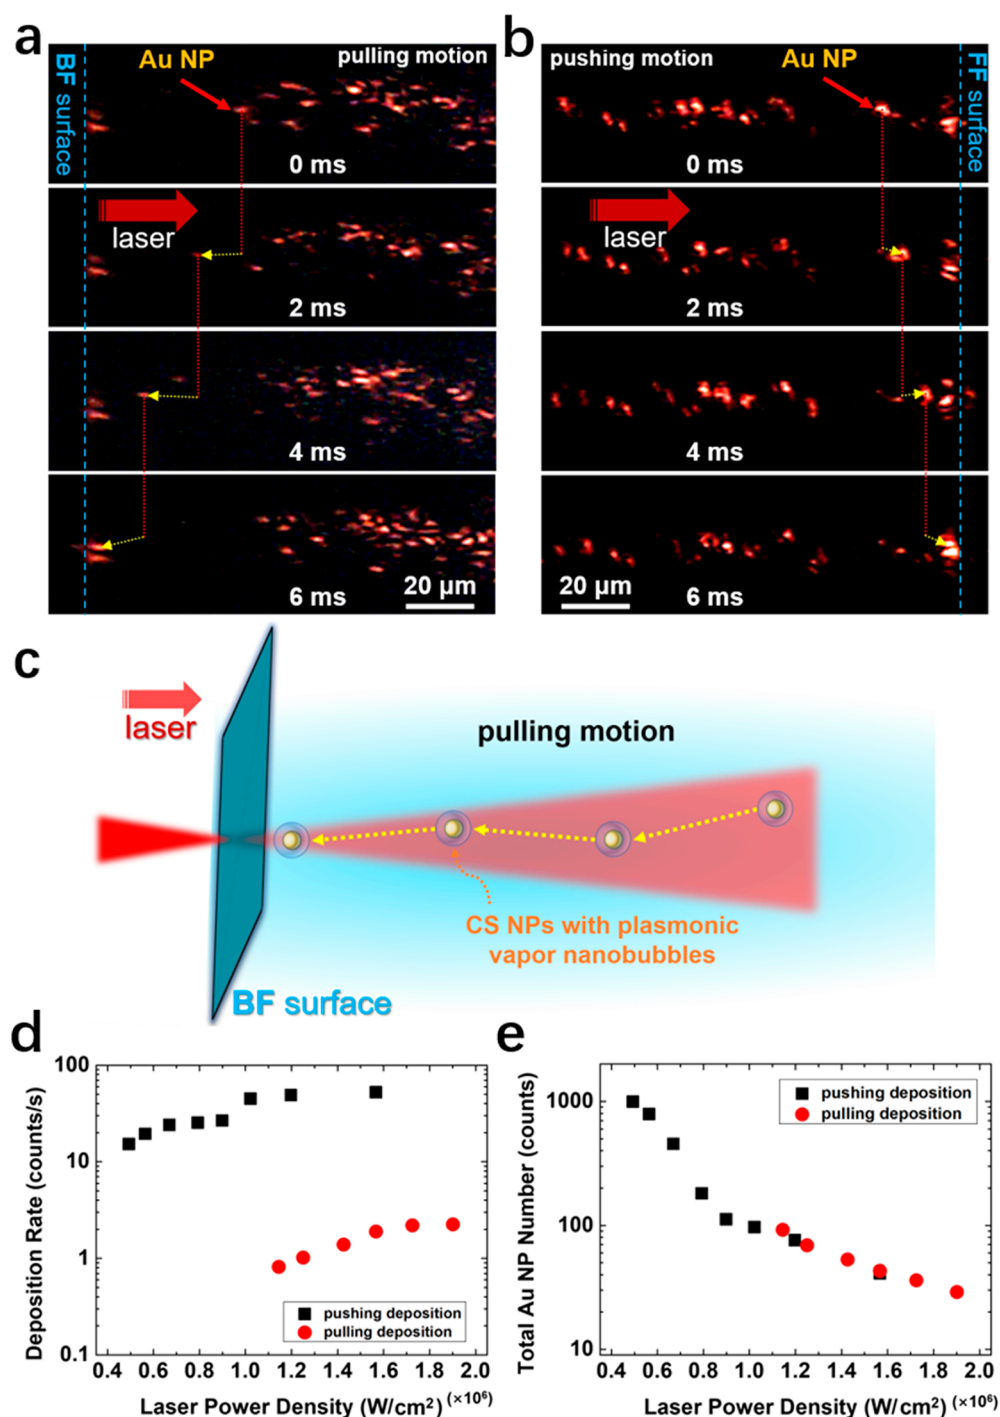 a
BF surface
Au NP
pulling motion
0 ms
laser
2 ms
4 ms
6 ms
20 μm
b
pushing motion
Au NP
FF surface
0 ms
laser
2 ms
4 ms
6 ms
20 μm
c
laser
pulling motion
CS NPs with plasmonic
vapor nanobubbles
BF surface
d
Deposition Rate (counts/s)
100
10
1
0.1
pushing deposition
pulling deposition
0.4 0.6 0.8 1.0 1.2 1.4 1.6 1.8 2.0
Laser Power Density (W/cm²) (×10⁶)
e
Total Au NP Number (counts)
1000
100
10
pushing deposition
pulling deposition
0.4 0.6 0.8 1.0 1.2 1.4 1.6 1.8 2.0
Laser Power Density (W/cm²) (×10⁶)